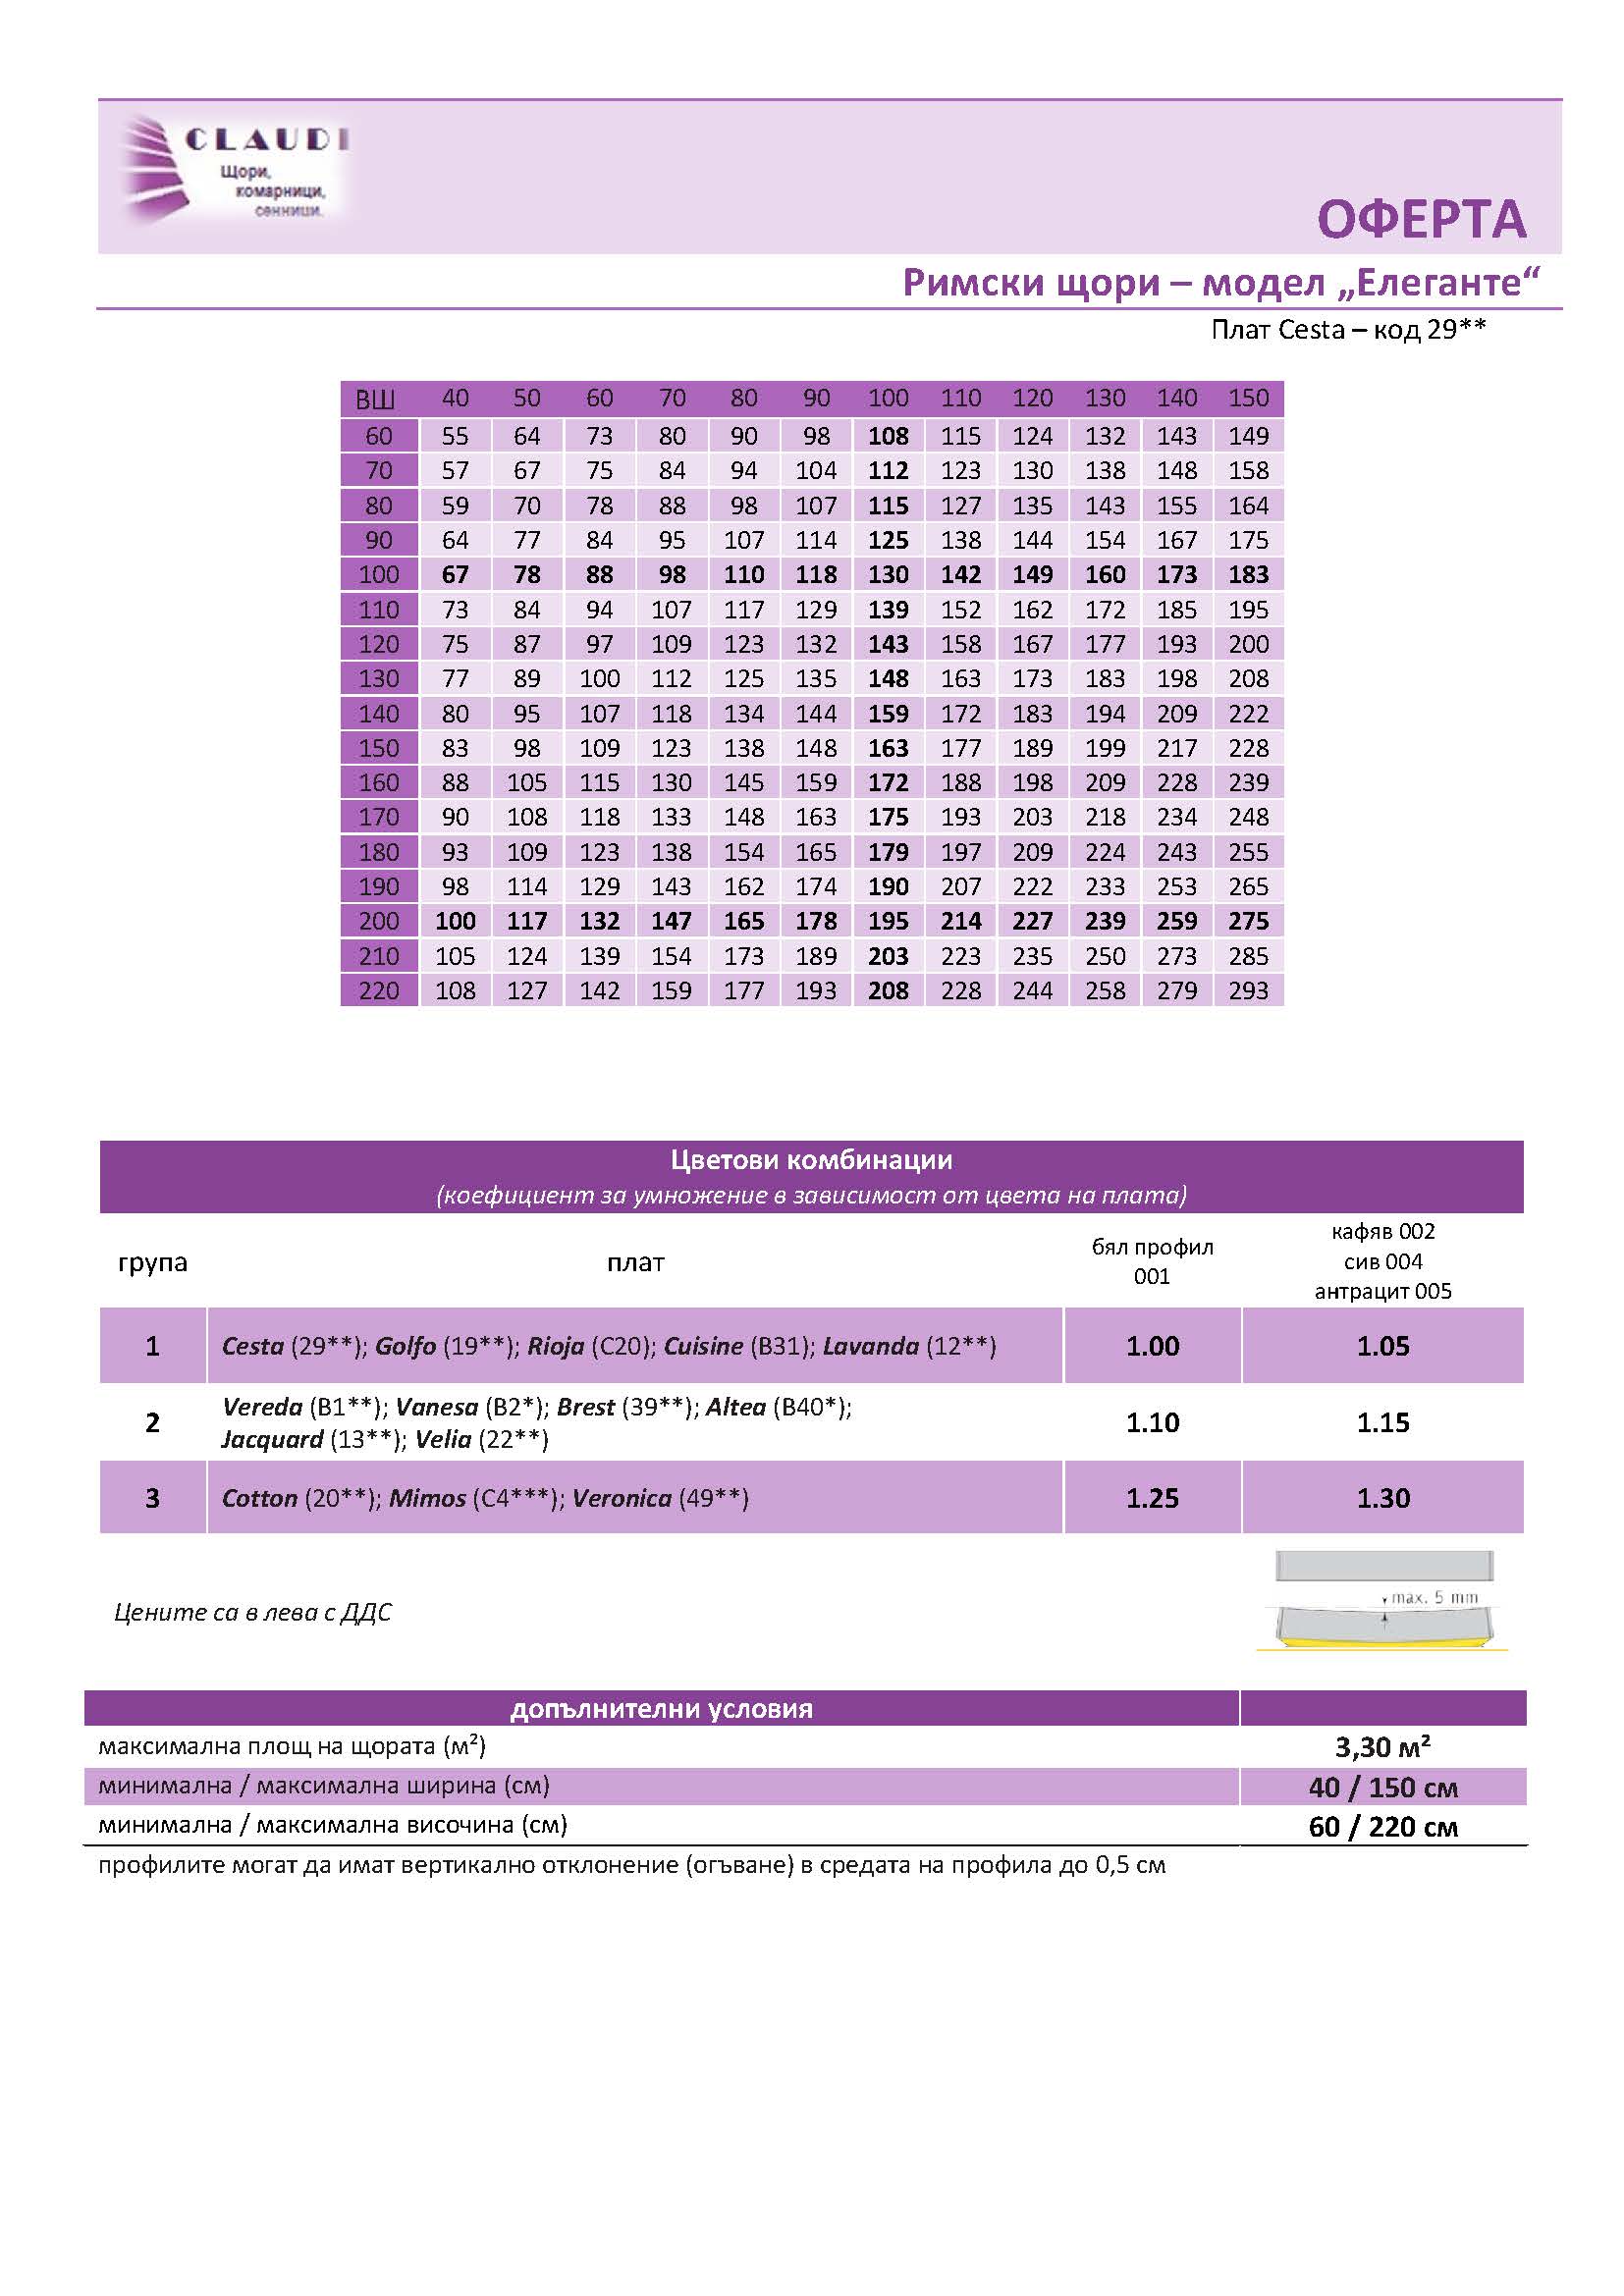 CLAUDI
Щори,
комарници,
сенници.
ОФЕРТА
Римски щори – модел „Елеганте“
Плат Cesta – код 29**
ВШ 40 50 60 70 80 90 100 110 120 130 140 150
60 55 64 73 80 90 98 108 115 124 132 143 149
70 57 67 75 84 94 104 112 123 130 138 148 158
80 59 70 78 88 98 107 115 127 135 143 155 164
90 64 77 84 95 107 114 125 138 144 154 167 175
100 67 78 88 98 110 118 130 142 149 160 173 183
110 73 84 94 107 117 129 139 152 162 172 185 195
120 75 87 97 109 123 132 143 158 167 177 193 200
130 77 89 100 112 125 135 148 163 173 183 198 208
140 80 95 107 118 134 144 159 172 183 194 209 222
150 83 98 109 123 138 148 163 177 189 199 217 228
160 88 105 115 130 145 159 172 188 198 209 228 239
170 90 108 118 133 148 163 175 193 203 218 234 248
180 93 109 123 138 154 165 179 197 209 224 243 255
190 98 114 129 143 162 174 190 207 222 233 253 265
200 100 117 132 147 165 178 195 214 227 239 259 275
210 105 124 139 154 173 189 203 223 235 250 273 285
220 108 127 142 159 177 193 208 228 244 258 279 293
Цветови комбинации
(коефициент за умножение в зависимост от цвета на плата)
група плат бял профил 001 кафяв 002 сив 004 антрацит 005
1 Cesta (29**); Golfo (19**); Rioja (C20); Cuisine (B31); Lavanda (12**) 1.00 1.05
2 Vereda (B1**); Vanesa (B2*); Brest (39**); Altea (B40*);
Jacquard (13**); Velia (22**) 1.10 1.15
3 Cotton (20**); Mimos (C4***); Veronica (49**) 1.25 1.30
Цените са в лева с ДДС
max. 5 mm
допълнителни условия
максимална площ на щората (м²) 3,30 м²
минимална / максимална ширина (см) 40 / 150 см
минимална / максимална височина (см) 60 / 220 см
профилите могат да имат вертикално отклонение (огъване) в средата на профила до 0,5 см